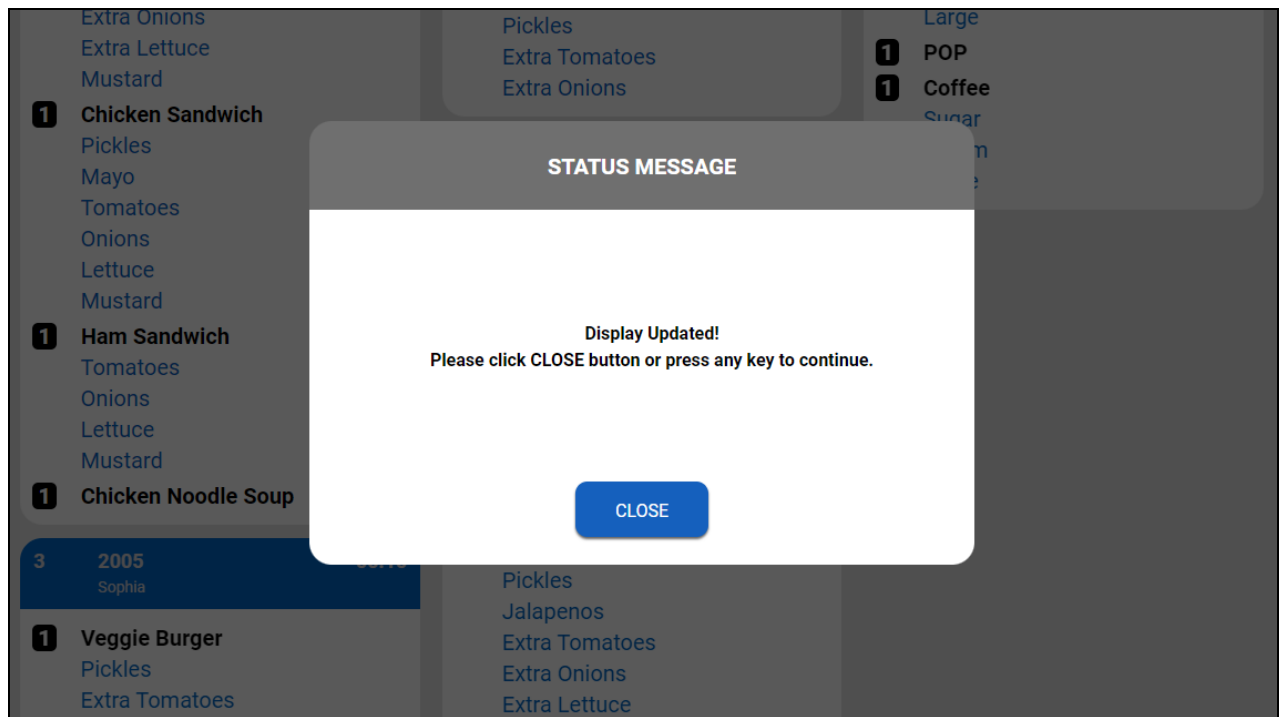 Extra Onions
Extra Lettuce
Mustard
1 Chicken Sandwich
Pickles
Mayo
Tomatoes
Onions
Lettuce
Mustard
1 Ham Sandwich
Tomatoes
Onions
Lettuce
Mustard
1 Chicken Noodle Soup
3 2005
Sophia
1 Veggie Burger
Pickles
Extra Tomatoes
Pickles
Extra Tomatoes
Extra Onions
Pickles
Jalapenos
Extra Tomatoes
Extra Onions
Extra Lettuce
Large
1 POP
1 Coffee
Sugar
STATUS MESSAGE
Display Updated!
Please click CLOSE button or press any key to continue.
CLOSE